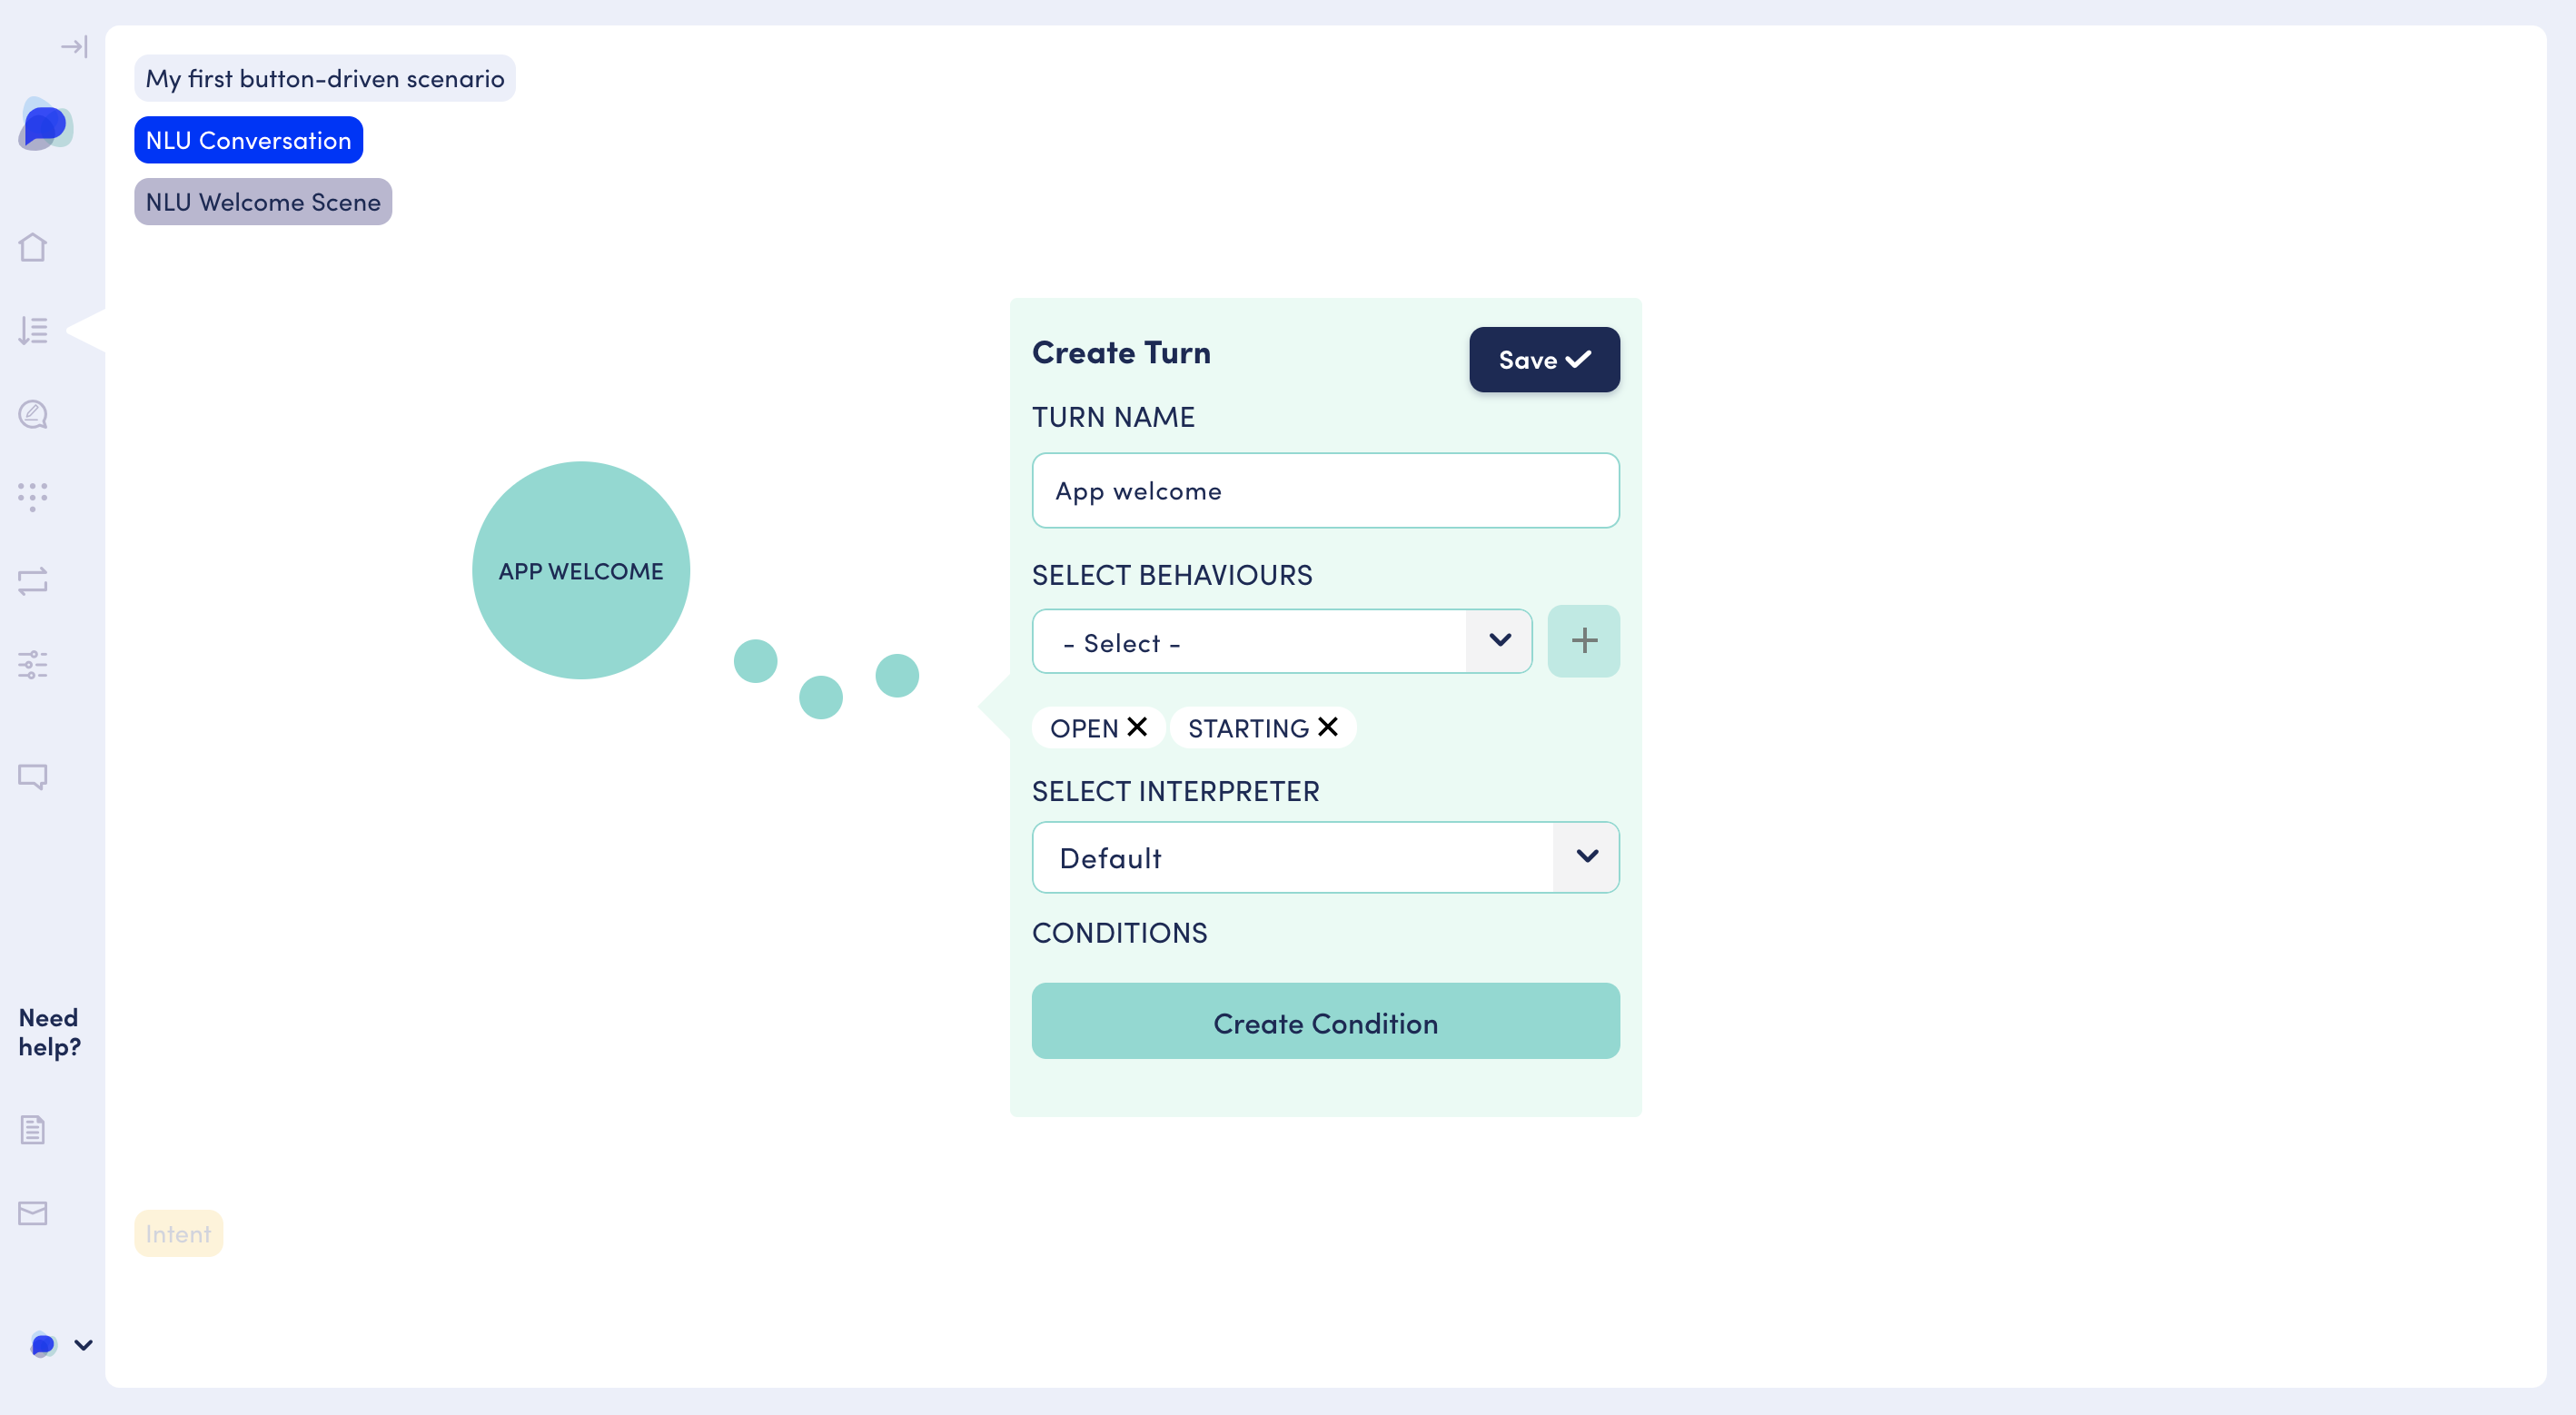 My first button-driven scenario
NLU Conversation
NLU Welcome Scene
APP WELCOME
Create Turn
Save
TURN NAME
App welcome
SELECT BEHAVIOURS
- Select -
OPEN
STARTING
SELECT INTERPRETER
Default
CONDITIONS
Create Condition
Need
help?
Intent